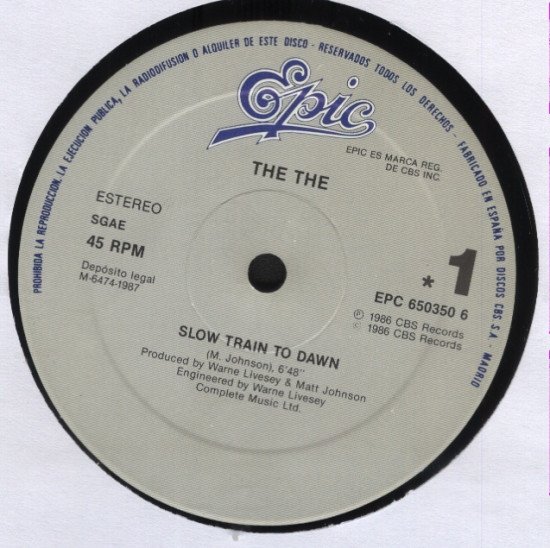 PROHIBIDA LA REPRODUCCION, LA EJECUCION PUBLICA, LA RADIODIFUSION O ALQUILER DE ESTE DISCO - RESERVADOS TODOS LOS DERECHOS - FABRICADO EN ESPAÑA POR DISCOS CBS S.A. MADRID
Epic
EPIC ES MARCA REG.
DE CBS INC.
THE THE
ESTEREO
SGAE
45 RPM
Depósito legal
M-6474-1987
* 1
EPC 650350 6
Ⓟ 1986 CBS Records
© 1986 CBS Records
SLOW TRAIN TO DAWN
(M. Johnson), 6'48"
Produced by Warne Livesey & Matt Johnson
Engineered by Warne Livesey
Complete Music Ltd.